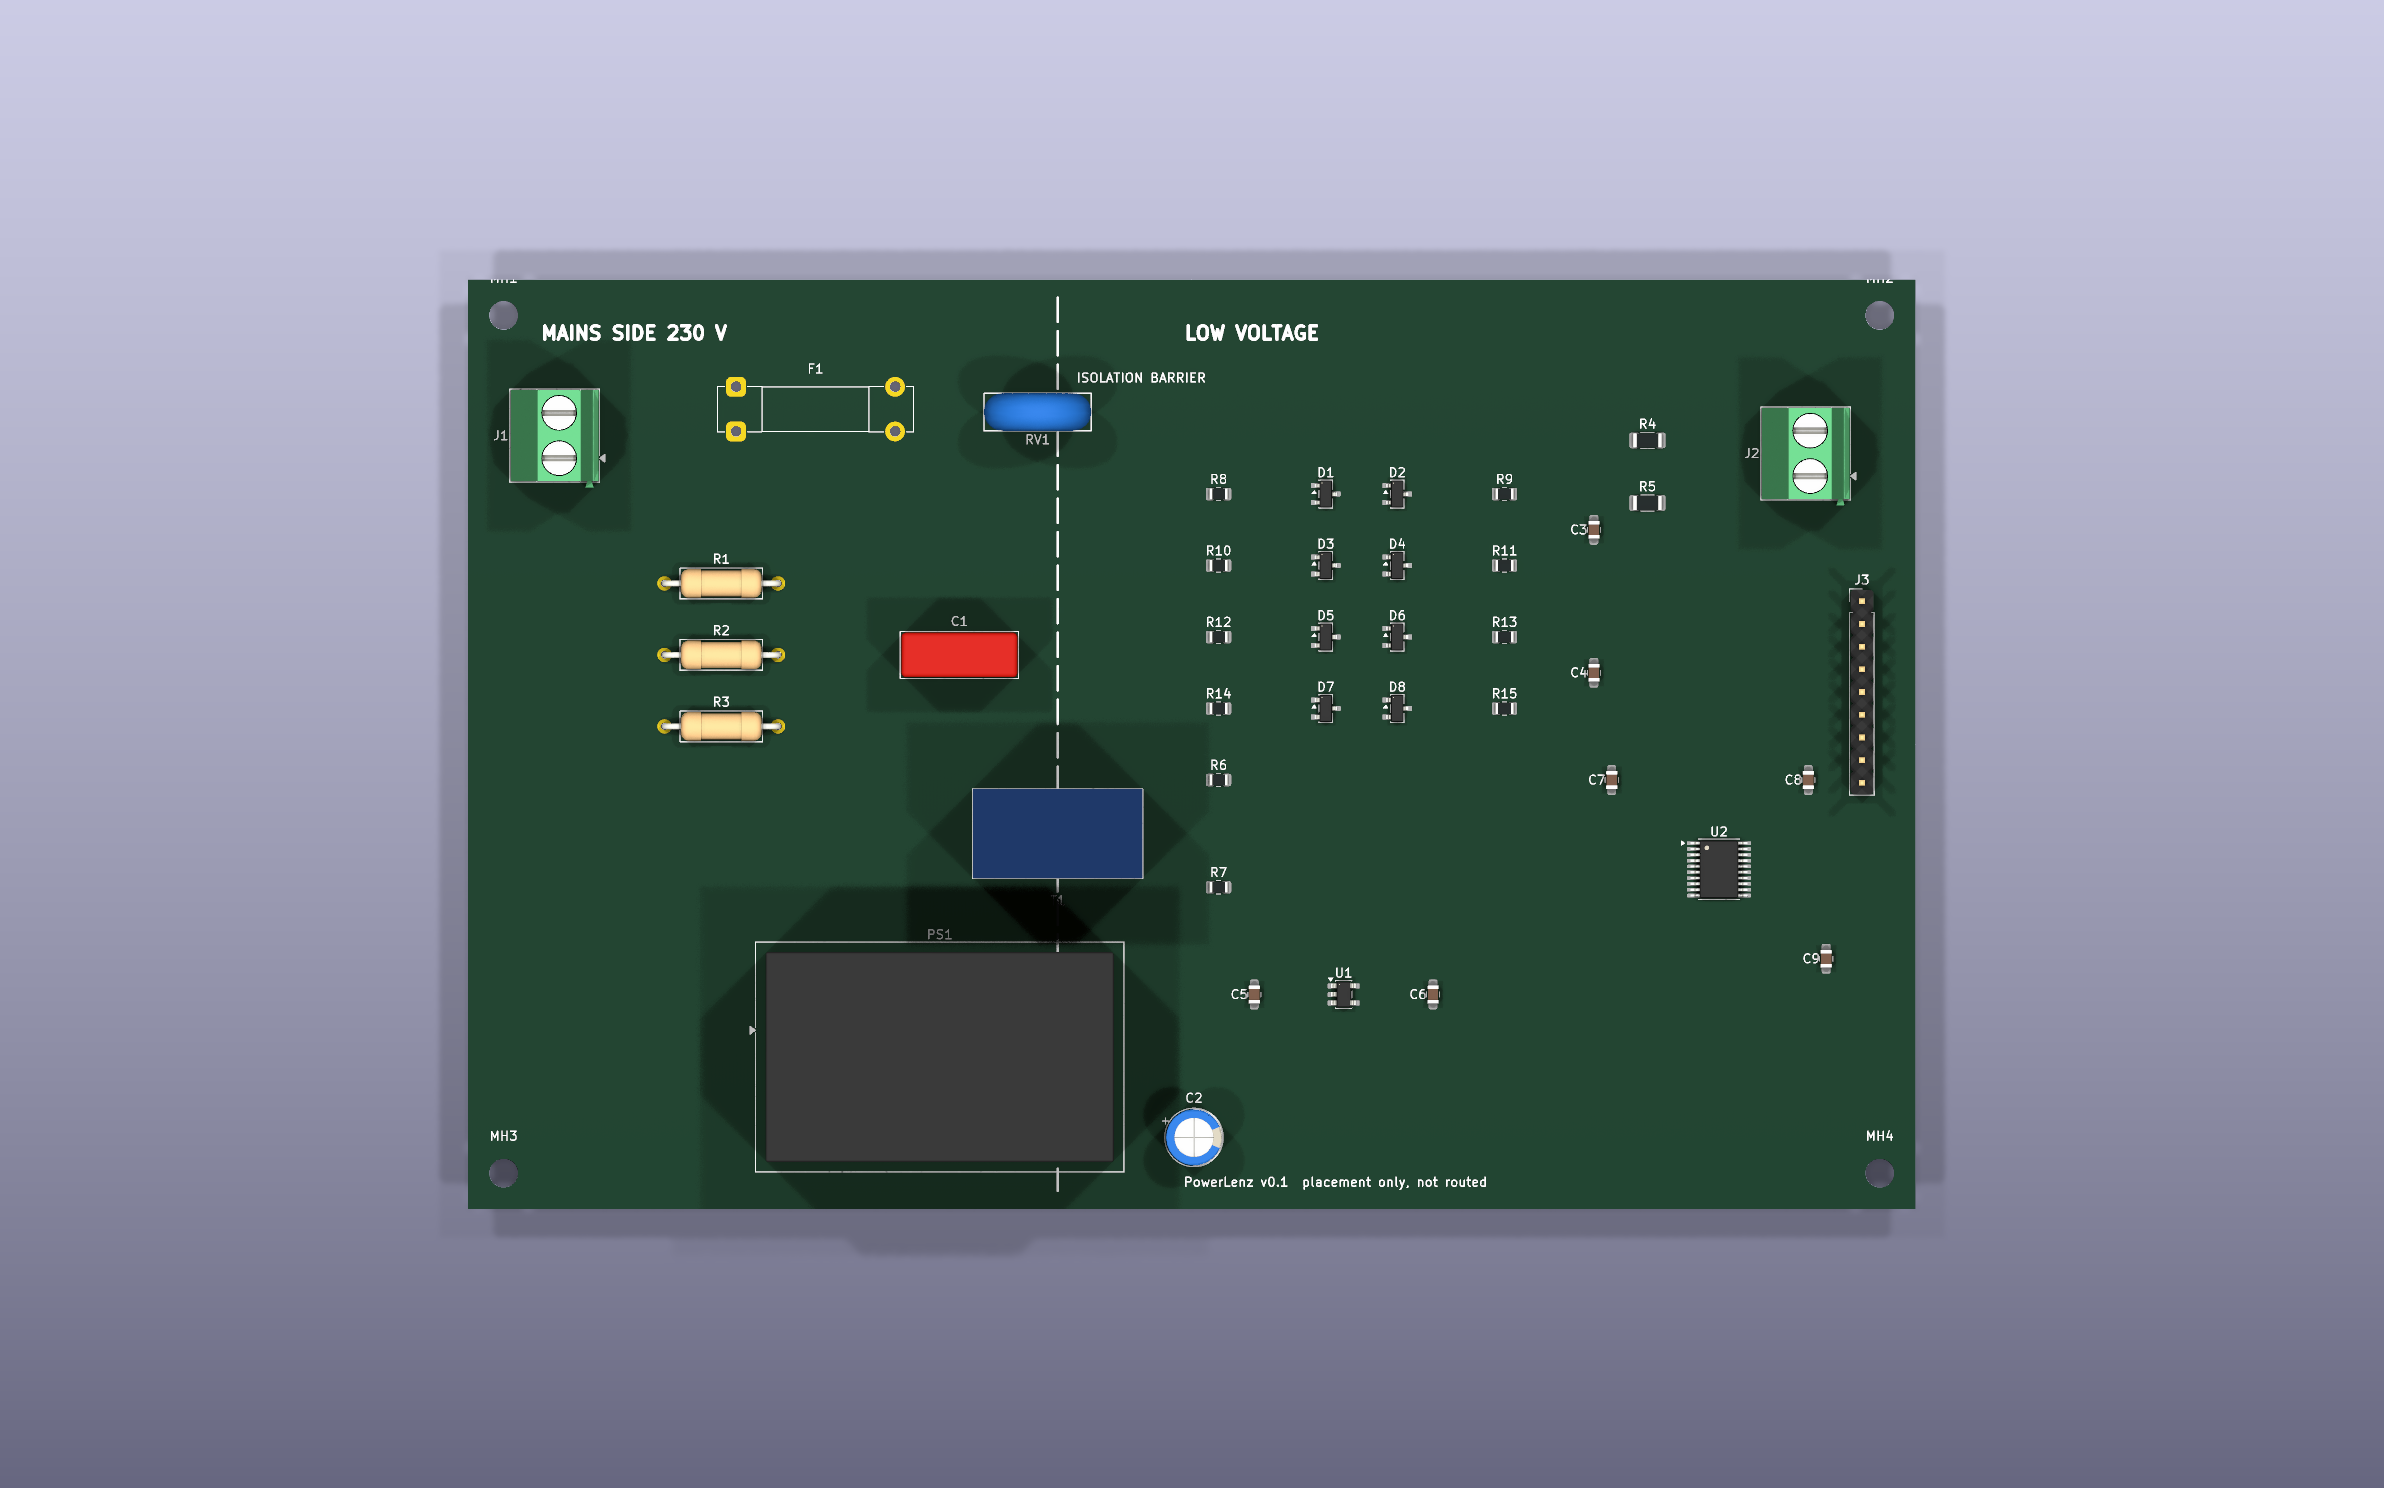 MH1
MH2
MAINS SIDE 230 V
LOW VOLTAGE
F1
ISOLATION BARRIER
J1
RV1
R4
J2
R8
D1
D2
R9
R5
C3
R10
D3
D4
R11
R1
J3
C1
R12
D5
D6
R13
R2
C4
R14
D7
D8
R15
R3
R6
C7
C8
U2
R7
PS1
C9
U1
C5
C6
C2
+
MH3
MH4
PowerLenz v0.1 placement only, not routed